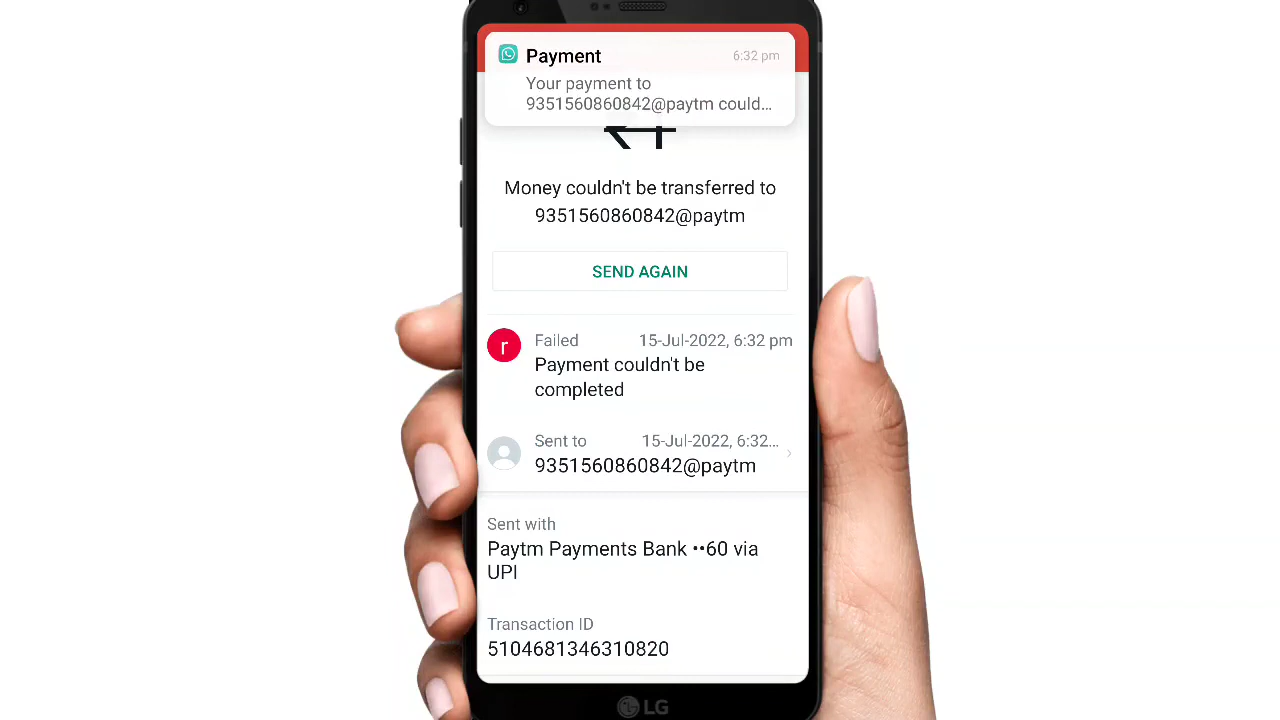 Payment 6:32 pm
Your payment to
9351560860842@paytm could...
Money couldn't be transferred to
9351560860842@paytm
SEND AGAIN
r
Failed 15-Jul-2022, 6:32 pm
Payment couldn't be
completed
Sent to 15-Jul-2022, 6:32...
9351560860842@paytm
Sent with
Paytm Payments Bank ••60 via
UPI
Transaction ID
5104681346310820
LG